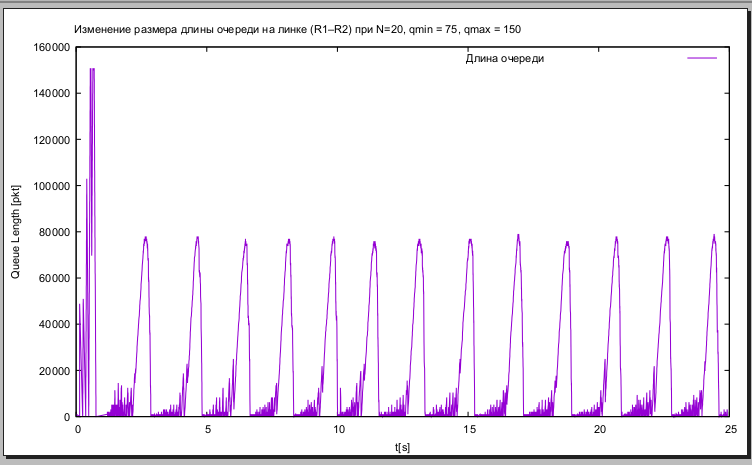 Изменение размера длины очереди на линке (R1–R2) при N=20, qmin = 75, qmax = 150
160000
Длина очереди
140000
120000
100000
80000
60000
40000
20000
0
Queue Length [pkt]
0 5 10 15 20 25
t[s]